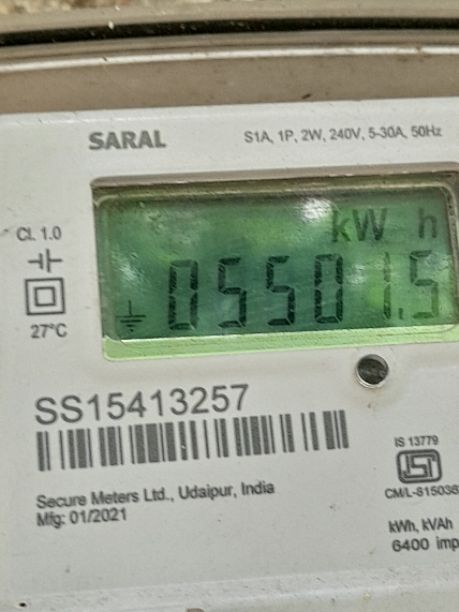 SARAL
S1A, 1P, 2W, 240V, 5-30A, 50Hz
Cl. 1.0
kW h
05501.5
27°C
SS15413257
IS 13779
Secure Meters Ltd., Udaipur, India
CM/L-815036
Mfg: 01/2021
kWh, kVAh
6400 imp